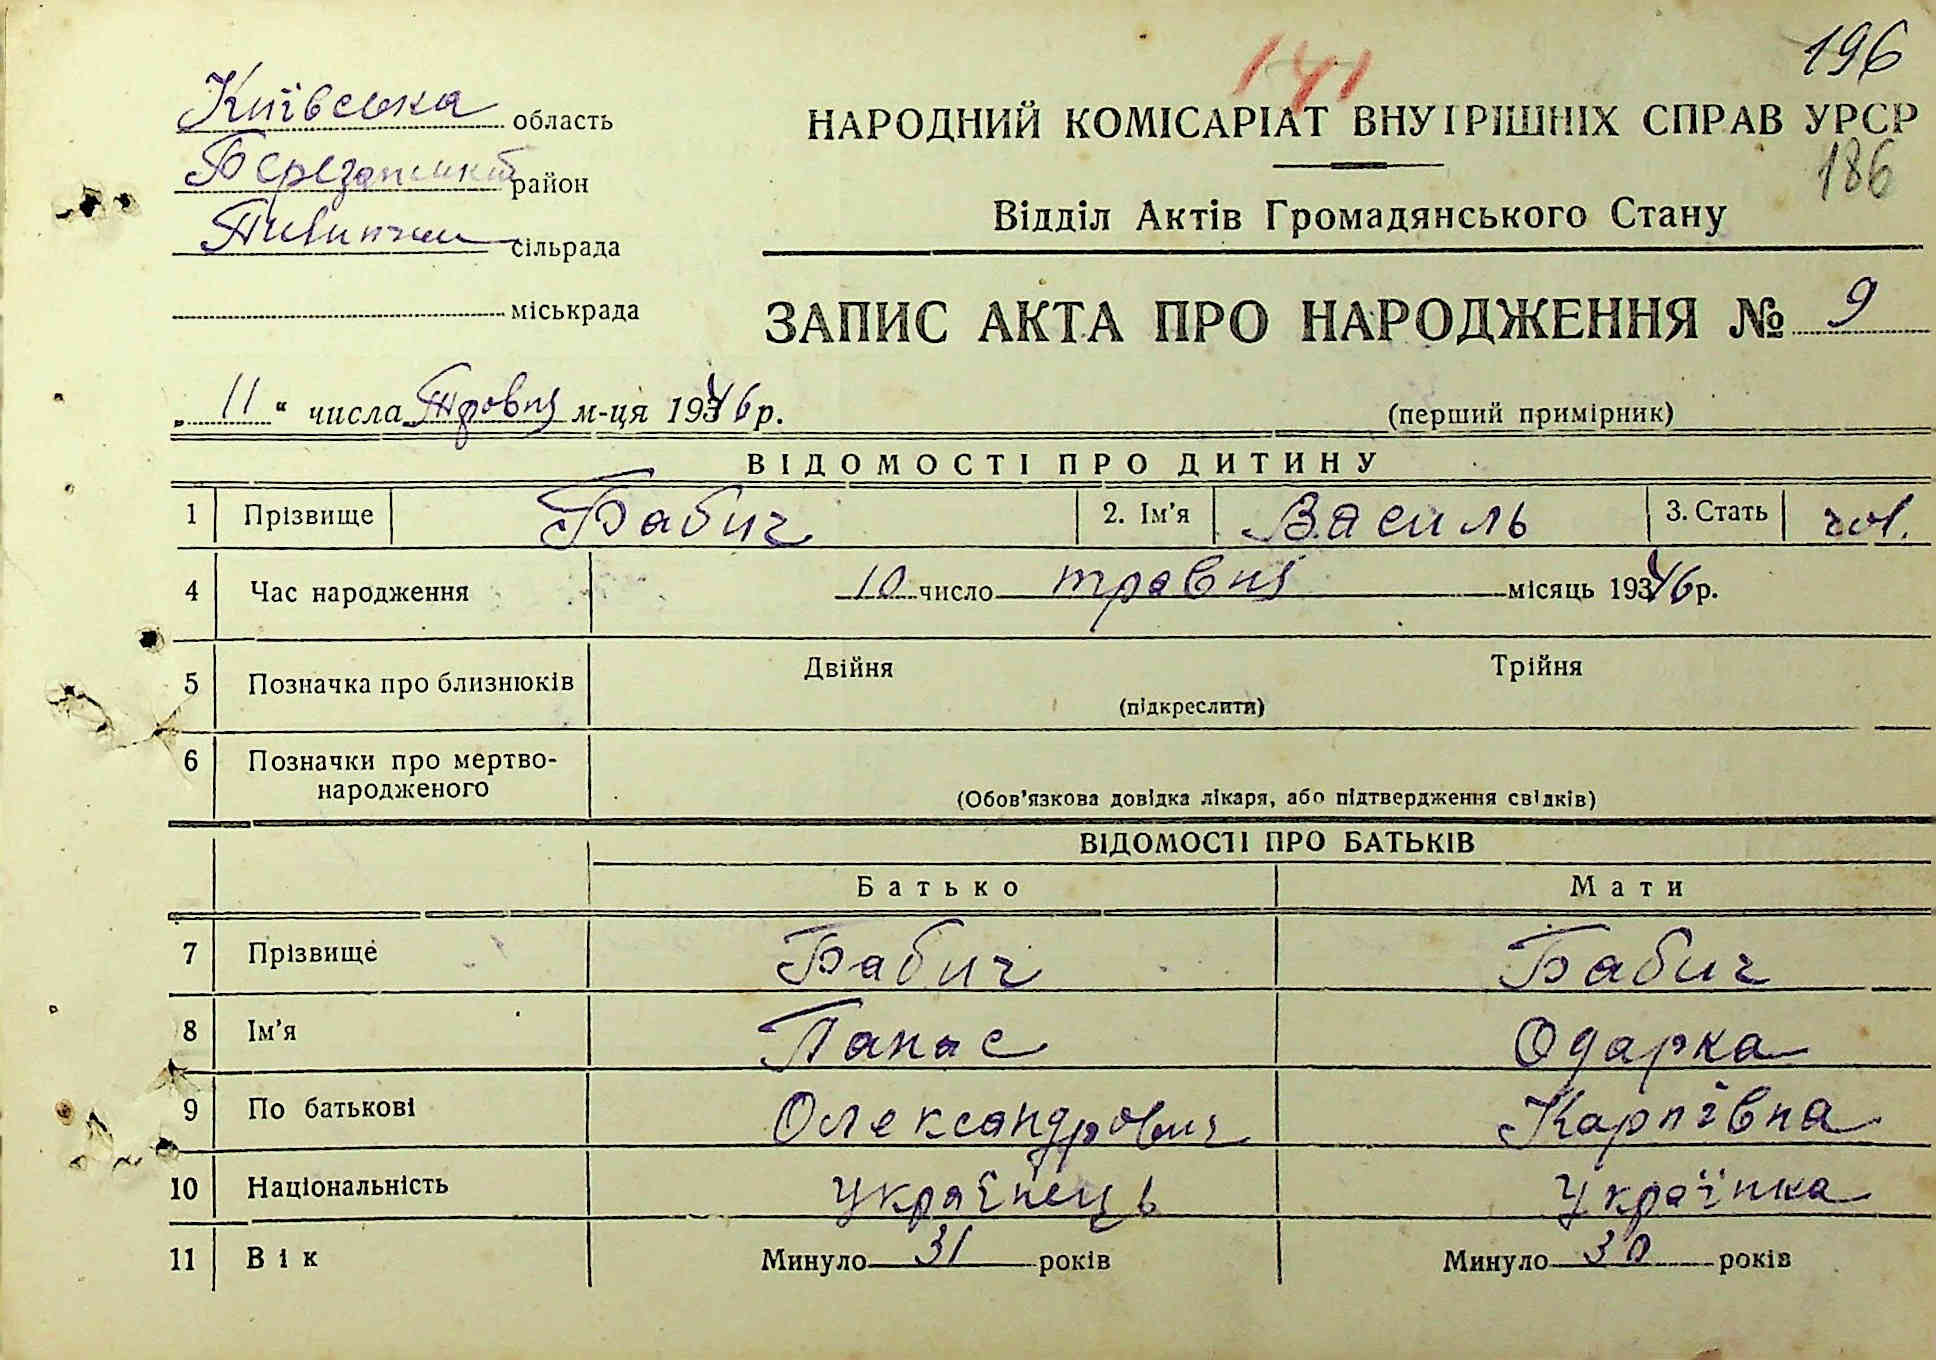 196
141
Київська область
НАРОДНИЙ КОМІСАРІАТ ВНУТРІШНІХ СПРАВ УРСР
Березанський район
186
Відділ Актів Громадянського Стану
сільрада
міськрада
ЗАПИС АКТА ПРО НАРОДЖЕННЯ № 9
„ 11 “ числа Травня м-ця 1946 р.
(перший примірник)
ВІДОМОСТІ ПРО ДИТИНУ
1 Прізвище Бабич 2. Ім'я Василь 3. Стать чол.
4 Час народження 10 число травня місяць 1946 р.
5 Позначка про близнюків Двійня Трійня
(підкреслити)
6 Позначки про мертво-
народженого
(Обов'язкова довідка лікаря, або підтвердження свідків)
ВІДОМОСТІ ПРО БАТЬКІВ
Батько Мати
7 Прізвище Бабич Бабич
8 Ім'я Панас Одарка
9 По батькові Олександрович Карпівна
10 Національність Українець Українка
11 Вік Минуло 31 років Минуло 30 років